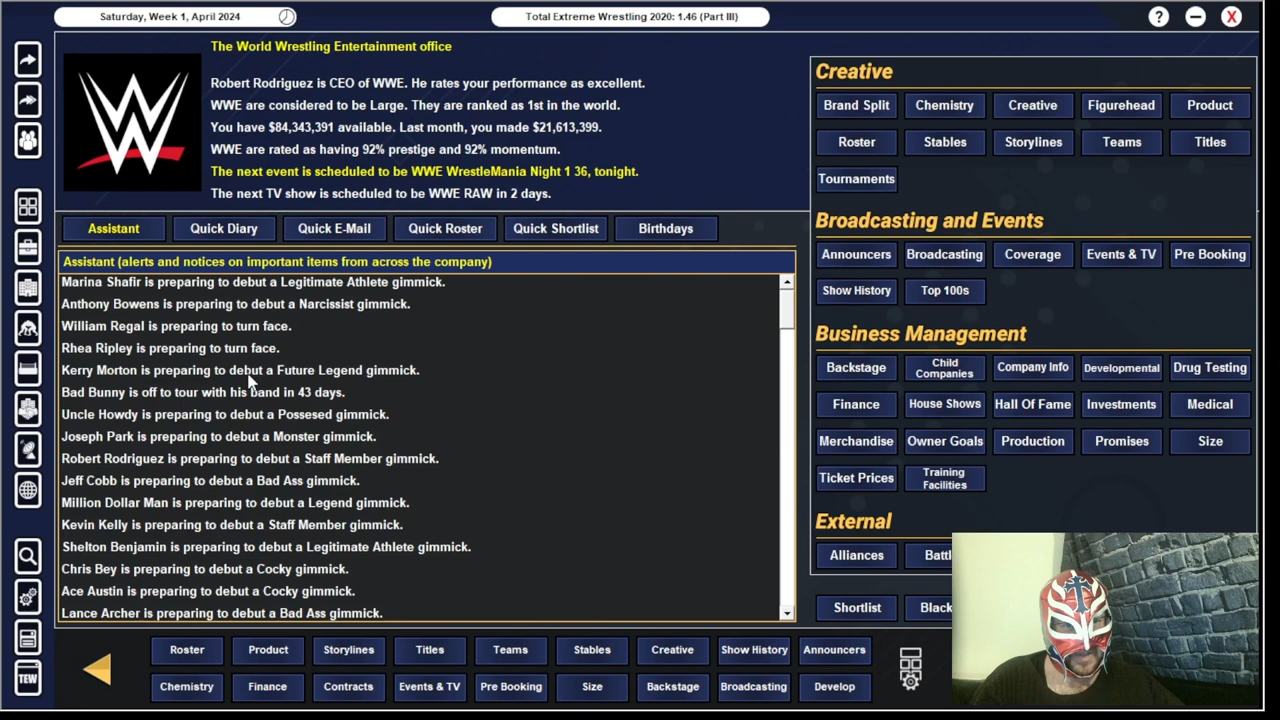 Saturday, Week 1, April 2024
Total Extreme Wrestling 2020: 1.46 (Part III)
?
X
The World Wrestling Entertainment office
Robert Rodriguez is CEO of WWE. He rates your performance as excellent.
WWE are considered to be Large. They are ranked as 1st in the world.
You have $84,343,391 available. Last month, you made $21,613,399.
WWE are rated as having 92% prestige and 92% momentum.
The next event is scheduled to be WWE WrestleMania Night 1 36, tonight.
The next TV show is scheduled to be WWE RAW in 2 days.
Assistant Quick Diary Quick E-Mail Quick Roster Quick Shortlist Birthdays
Assistant (alerts and notices on important items from across the company)
Marina Shafir is preparing to debut a Legitimate Athlete gimmick.
Anthony Bowens is preparing to debut a Narcissist gimmick.
William Regal is preparing to turn face.
Rhea Ripley is preparing to turn face.
Kerry Morton is preparing to debut a Future Legend gimmick.
Bad Bunny is off to tour with his band in 43 days.
Uncle Howdy is preparing to debut a Possesed gimmick.
Joseph Park is preparing to debut a Monster gimmick.
Robert Rodriguez is preparing to debut a Staff Member gimmick.
Jeff Cobb is preparing to debut a Bad Ass gimmick.
Million Dollar Man is preparing to debut a Legend gimmick.
Kevin Kelly is preparing to debut a Staff Member gimmick.
Shelton Benjamin is preparing to debut a Legitimate Athlete gimmick.
Chris Bey is preparing to debut a Cocky gimmick.
Ace Austin is preparing to debut a Cocky gimmick.
Lance Archer is preparing to debut a Bad Ass gimmick.
Creative
Brand Split Chemistry Creative Figurehead Product
Roster Stables Storylines Teams Titles
Tournaments
Broadcasting and Events
Announcers Broadcasting Coverage Events & TV Pre Booking
Show History Top 100s
Business Management
Backstage Child Companies Company Info Developmental Drug Testing
Finance House Shows Hall Of Fame Investments Medical
Merchandise Owner Goals Production Promises Size
Ticket Prices Training Facilities
External
Alliances Battl
Shortlist Black
Roster Product Storylines Titles Teams Stables Creative Show History Announcers
Chemistry Finance Contracts Events & TV Pre Booking Size Backstage Broadcasting Develop
TEW